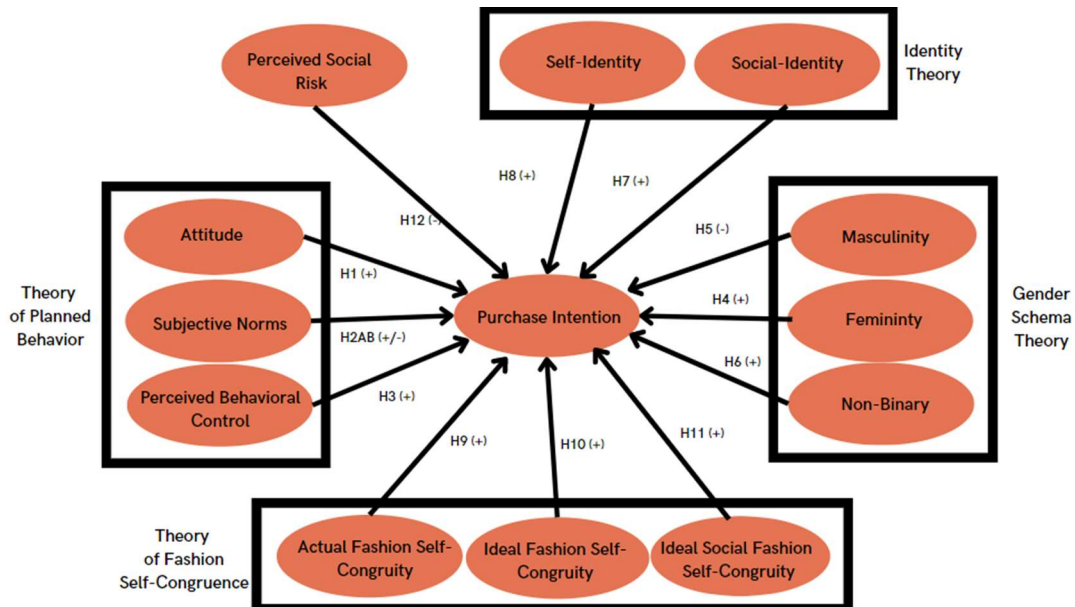 Perceived Social
Risk
Self-Identity
Social-Identity
Identity
Theory
H8 (+)
H7 (+)
H12 (-)
H5 (-)
Attitude
Masculinity
H1 (+)
Theory
of Planned
Behavior
Subjective Norms
Purchase Intention
H4 (+)
Femininty
Gender
Schema
Theory
H2AB (+/-)
H6 (+)
Perceived Behavioral
Control
H3 (+)
Non-Binary
H9 (+)
H10 (+)
H11 (+)
Theory
of Fashion
Self-Congruence
Actual Fashion Self-
Congruity
Ideal Fashion Self-
Congruity
Ideal Social Fashion
Self-Congruity